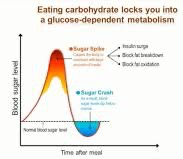 Eating carbohydrate locks you into
a glucose-dependent metabolism
Sugar Spike
Insulin surge
Block fat breakdown
Block fat oxidation
Sugar Crash
Blood sugar level
Normal blood sugar level
Time after meal